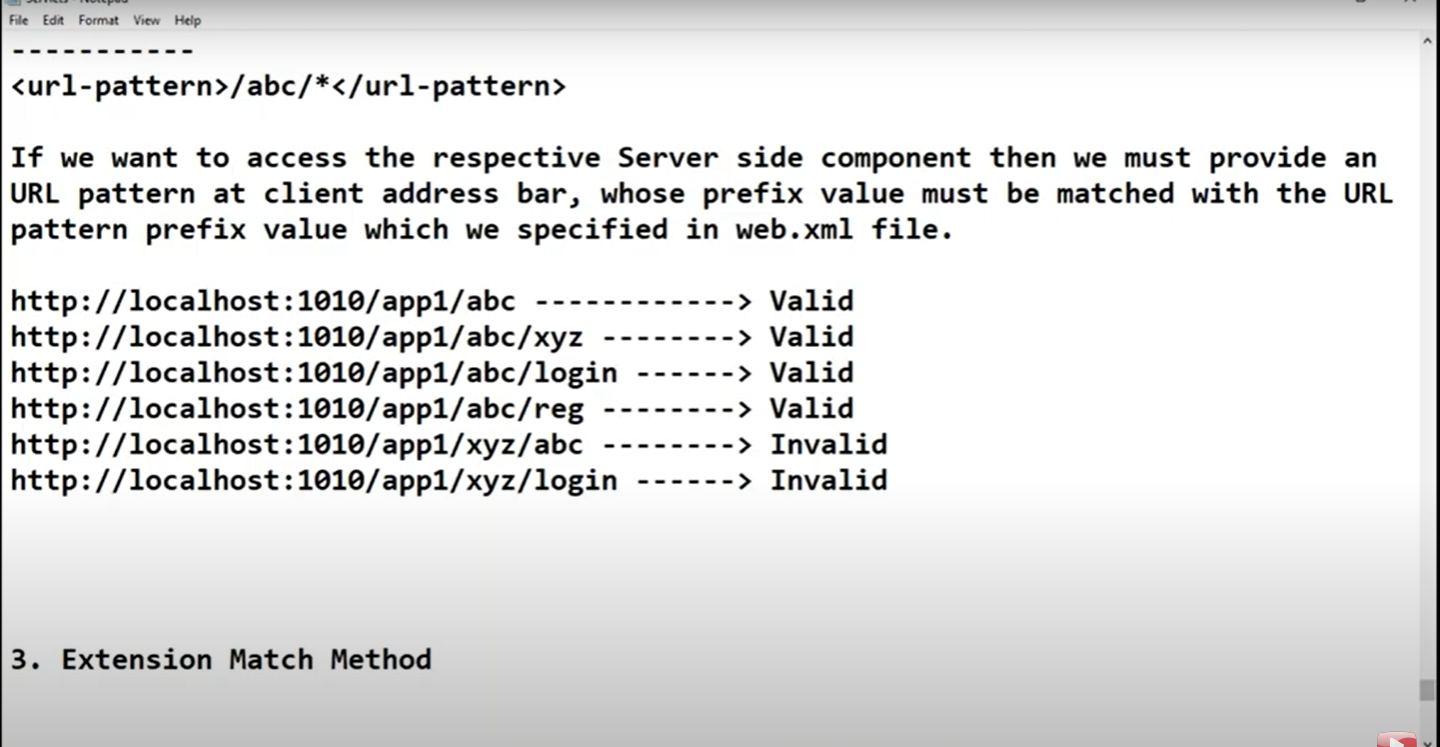 File Edit Format View Help
-----------
<url-pattern>/abc/*</url-pattern>
If we want to access the respective Server side component then we must provide an
URL pattern at client address bar, whose prefix value must be matched with the URL
pattern prefix value which we specified in web.xml file.
http://localhost:1010/app1/abc ------------> Valid
http://localhost:1010/app1/abc/xyz --------> Valid
http://localhost:1010/app1/abc/login ------> Valid
http://localhost:1010/app1/abc/reg --------> Valid
http://localhost:1010/app1/xyz/abc --------> Invalid
http://localhost:1010/app1/xyz/login ------> Invalid
3. Extension Match Method